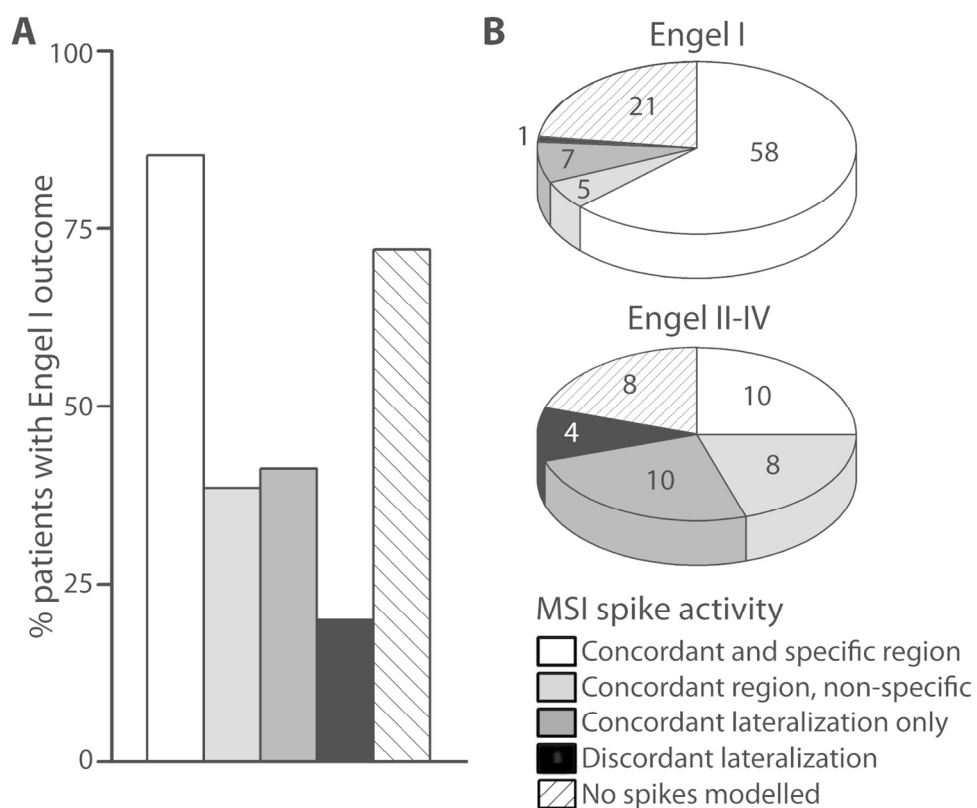 A
% patients with Engel I outcome
100
75
50
25
0
B
Engel I
21
58
1
7
5
Engel II-IV
8
10
4
8
10
MSI spike activity
Concordant and specific region
Concordant region, non-specific
Concordant lateralization only
Discordant lateralization
No spikes modelled